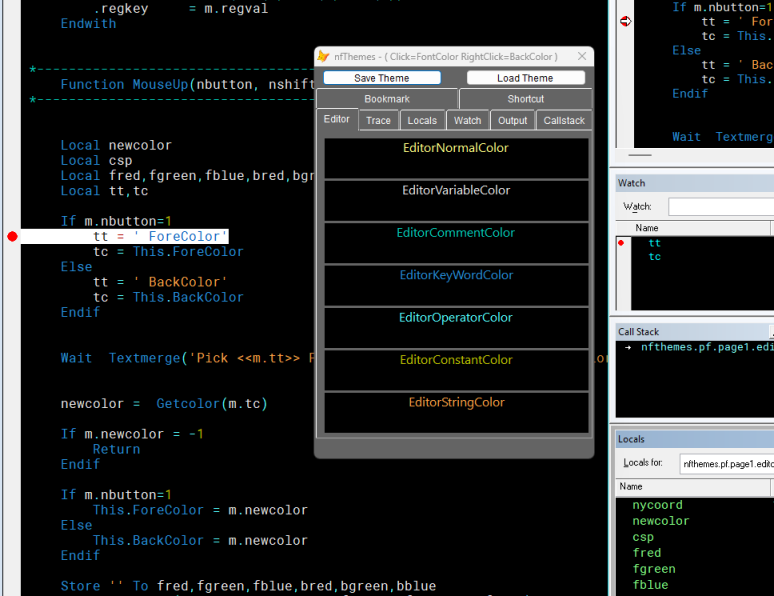 .regkey = m.regval
Endwith
*--------------------------------
Function MouseUp(nbutton, nshift
*--------------------------------
Local newcolor
Local csp
Local fred,fgreen,fblue,bred,bgr
Local tt,tc
If m.nbutton=1
tt = ' ForeColor'
tc = This.ForeColor
Else
tt = ' BackColor'
tc = This.BackColor
Endif
Wait Textmerge('Pick <<m.tt>>
newcolor = Getcolor(m.tc)
If m.newcolor = -1
Return
Endif
If m.nbutton=1
This.ForeColor = m.newcolor
Else
This.BackColor = m.newcolor
Endif
Store '' To fred,fgreen,fblue,bred,bgreen,bblue
nfThemes - ( Click=FontColor RightClick=BackColor )
Save Theme Load Theme
Bookmark Shortcut
Editor Trace Locals Watch Output Callstack
EditorNormalColor
EditorVariableColor
EditorCommentColor
EditorKeyWordColor
EditorOperatorColor
EditorConstantColor
EditorStringColor
If m.nbutton=1
tt = ' For
tc = This.
Else
tt = ' Bac
tc = This.
Endif
Wait Textmerg
Watch
Watch:
Name
tt
tc
Call Stack
nfthemes.pf.page1.edi
Locals
Locals for: nfthemes.pf.page1.edito
Name
nycoord
newcolor
csp
fred
fgreen
fblue